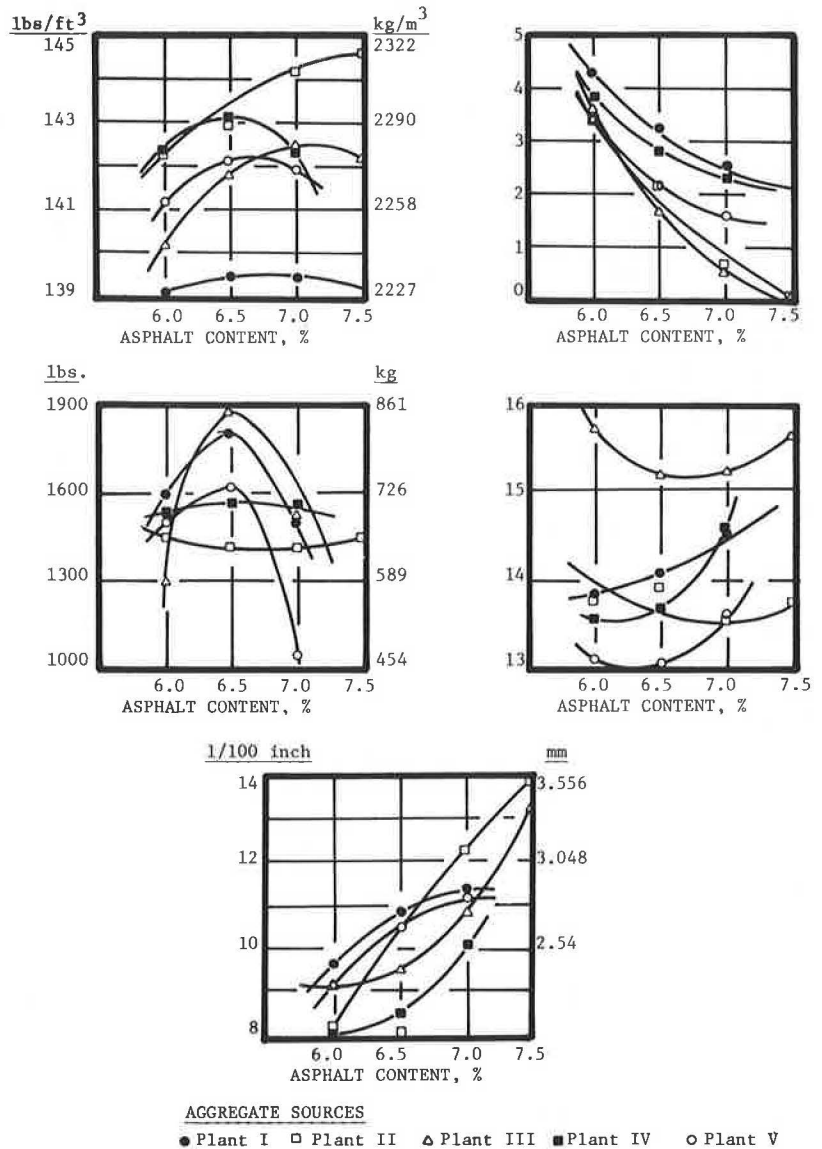 lbs/ft³ kg/m³
145 2322 5
4
143 2290 3
2
141 2258
1
139 2227 0
6.0 6.5 7.0 7.5 6.0 6.5 7.0 7.5
ASPHALT CONTENT, % ASPHALT CONTENT, %
lbs. kg
1900 861 16
1600 726 15
1300 589 14
1000 454 13
6.0 6.5 7.0 7.5 6.0 6.5 7.0 7.5
ASPHALT CONTENT, % ASPHALT CONTENT, %
1/100 inch mm
14 3.556
12 3.048
10 2.54
8
6.0 6.5 7.0 7.5
ASPHALT CONTENT, %
AGGREGATE SOURCES
Plant I Plant II Plant III Plant IV Plant V